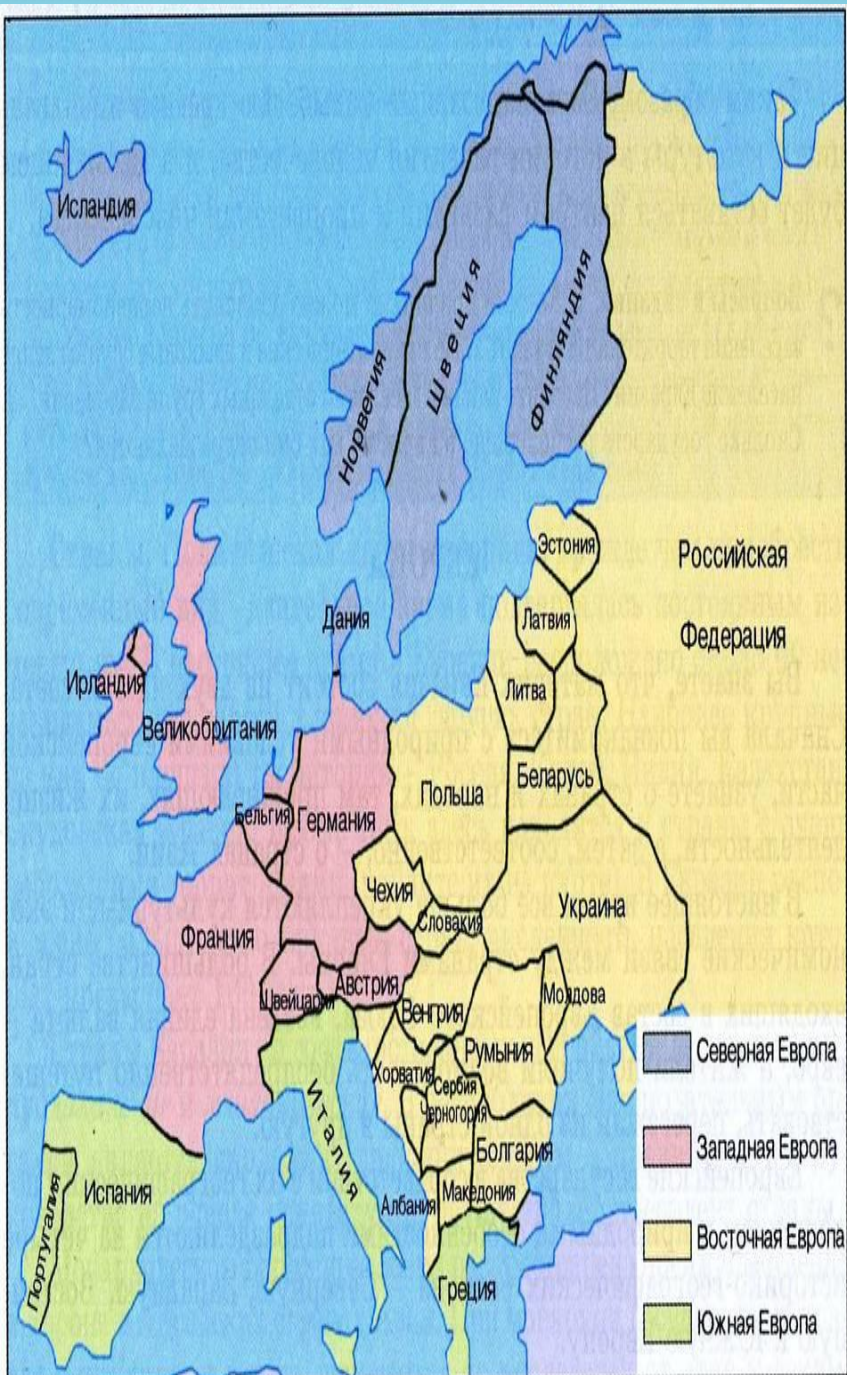 Исландия
Норвегия
Швеция
Финляндия
Эстония
Российская
Федерация
Латвия
Дания
Литва
Ирландия
Великобритания
Беларусь
Польша
Бельгия
Германия
Чехия
Словакия
Украина
Франция
Австрия
Швейцария
Венгрия
Молдова
Румыния
Хорватия
Сербия
Черногория
Италия
Болгария
Испания
Португалия
Албания
Македония
Греция
Северная Европа
Западная Европа
Восточная Европа
Южная Европа